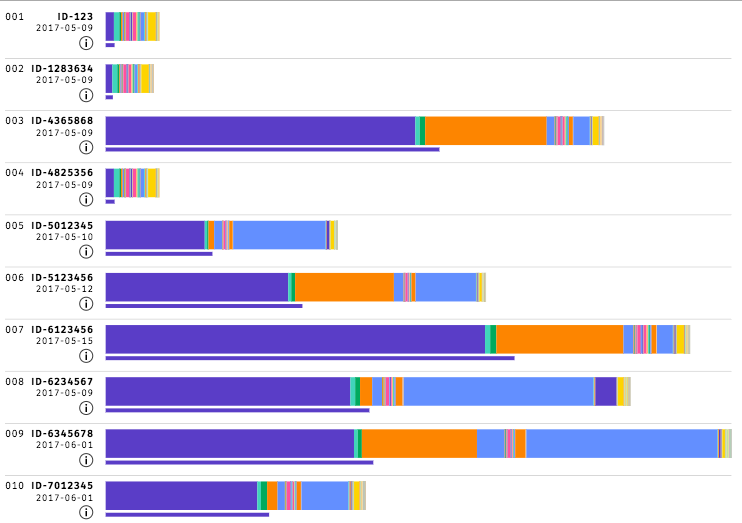 001 ID-123
2017-05-09
i
002 ID-1283634
2017-05-09
i
003 ID-4365868
2017-05-09
i
004 ID-4825356
2017-05-09
i
005 ID-5012345
2017-05-10
i
006 ID-5123456
2017-05-12
i
007 ID-6123456
2017-05-15
i
008 ID-6234567
2017-05-09
i
009 ID-6345678
2017-06-01
i
010 ID-7012345
2017-06-01
i